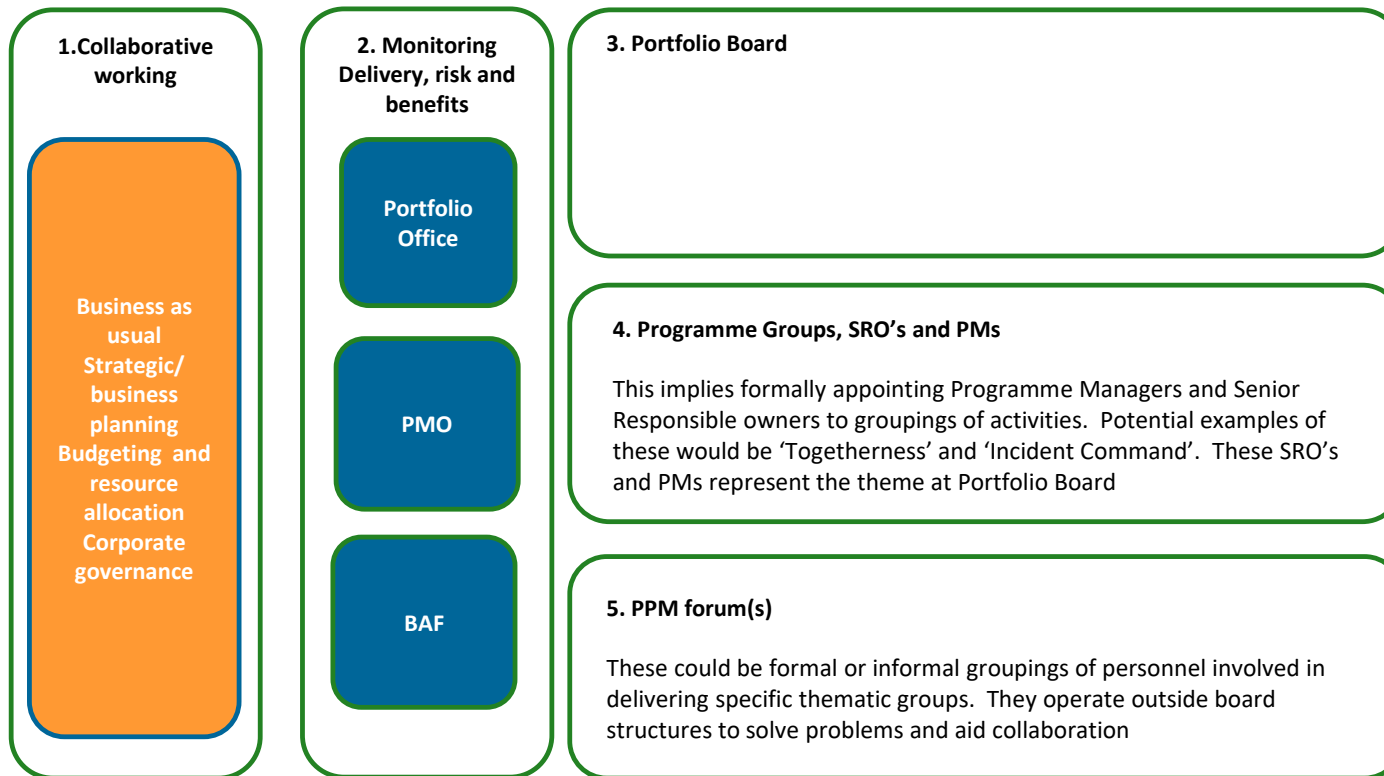 1.Collaborative
working
Business as
usual
Strategic/
business
planning
Budgeting and
resource
allocation
Corporate
governance
2. Monitoring
Delivery, risk and
benefits
Portfolio
Office
PMO
BAF
3. Portfolio Board
4. Programme Groups, SRO’s and PMs
This implies formally appointing Programme Managers and Senior
Responsible owners to groupings of activities.  Potential examples of
these would be ‘Togetherness’ and ‘Incident Command’.  These SRO’s
and PMs represent the theme at Portfolio Board
5. PPM forum(s)
These could be formal or informal groupings of personnel involved in
delivering specific thematic groups.  They operate outside board
structures to solve problems and aid collaboration